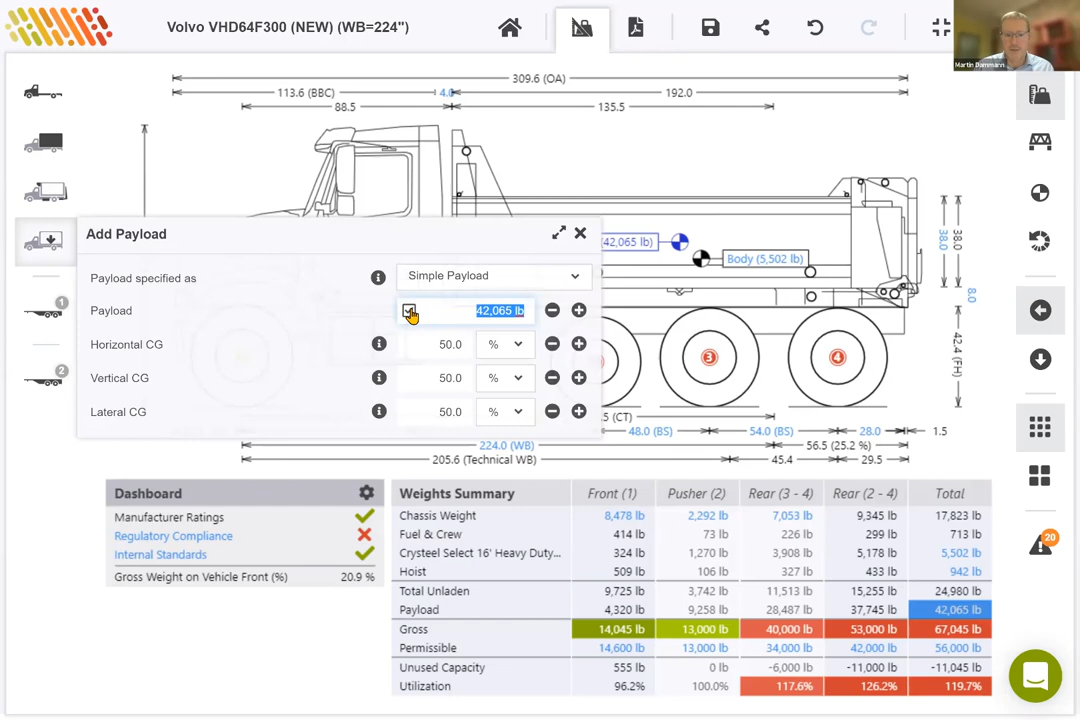 Volvo VHD64F300 (NEW) (WB=224")
Martin Dammann
309.6 (OA)
113.6 (BBC) 4.0 192.0
88.5 135.5
Add Payload
Payload specified as Simple Payload
Payload 42,065 lb
Horizontal CG 50.0 %
Vertical CG 50.0 %
Lateral CG 50.0 %
(42,065 lb)
Body (5,502 lb)
38.0 38.0
8.0
42.4 (FH)
3 4
1
2
20
.5 (CT)
48.0 (BS) 54.0 (BS) 28.0 1.5
224.0 (WB) 56.5 (25.2 %)
205.6 (Technical WB) 45.4 29.5
Dashboard
Manufacturer Ratings
Regulatory Compliance
Internal Standards
Gross Weight on Vehicle Front (%) 20.9 %
Weights Summary Front (1) Pusher (2) Rear (3 - 4) Rear (2 - 4) Total
Chassis Weight 8,478 lb 2,292 lb 7,053 lb 9,345 lb 17,823 lb
Fuel & Crew 414 lb 73 lb 226 lb 299 lb 713 lb
Crysteel Select 16' Heavy Duty... 324 lb 1,270 lb 3,908 lb 5,178 lb 5,502 lb
Hoist 509 lb 106 lb 327 lb 433 lb 942 lb
Total Unladen 9,725 lb 3,742 lb 11,513 lb 15,255 lb 24,980 lb
Payload 4,320 lb 9,258 lb 28,487 lb 37,745 lb 42,065 lb
Gross 14,045 lb 13,000 lb 40,000 lb 53,000 lb 67,045 lb
Permissible 14,600 lb 13,000 lb 34,000 lb 42,000 lb 56,000 lb
Unused Capacity 555 lb 0 lb -6,000 lb -11,000 lb -11,045 lb
Utilization 96.2% 100.0% 117.6% 126.2% 119.7%